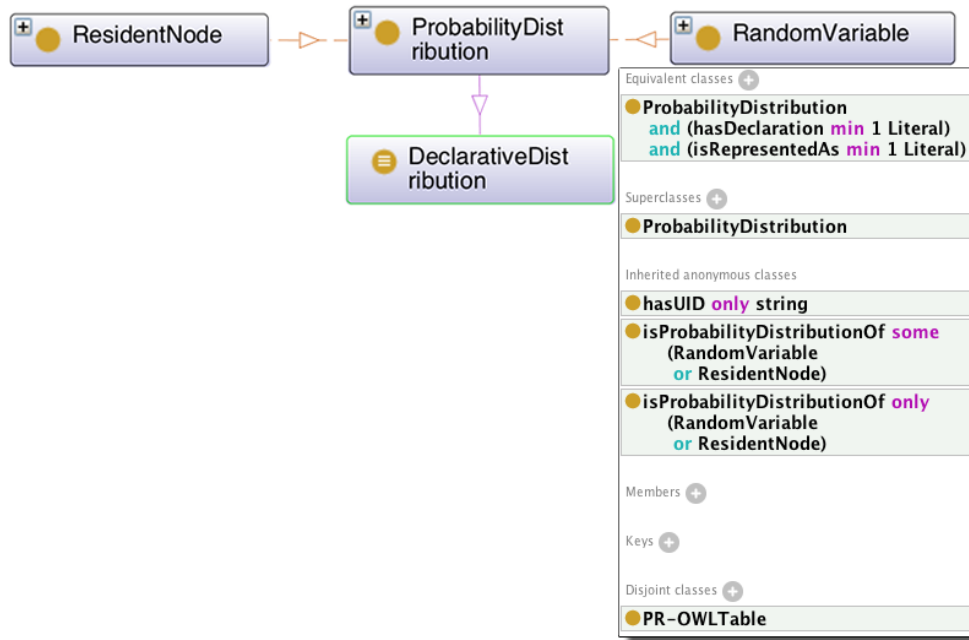 ResidentNode
ProbabilityDist
ribution
RandomVariable
DeclarativeDist
ribution
Equivalent classes
ProbabilityDistribution
and (hasDeclaration min 1 Literal)
and (isRepresentedAs min 1 Literal)
Superclasses
ProbabilityDistribution
Inherited anonymous classes
hasUID only string
isProbabilityDistributionOf some
(RandomVariable
or ResidentNode)
isProbabilityDistributionOf only
(RandomVariable
or ResidentNode)
Members
Keys
Disjoint classes
PR-OWLTable